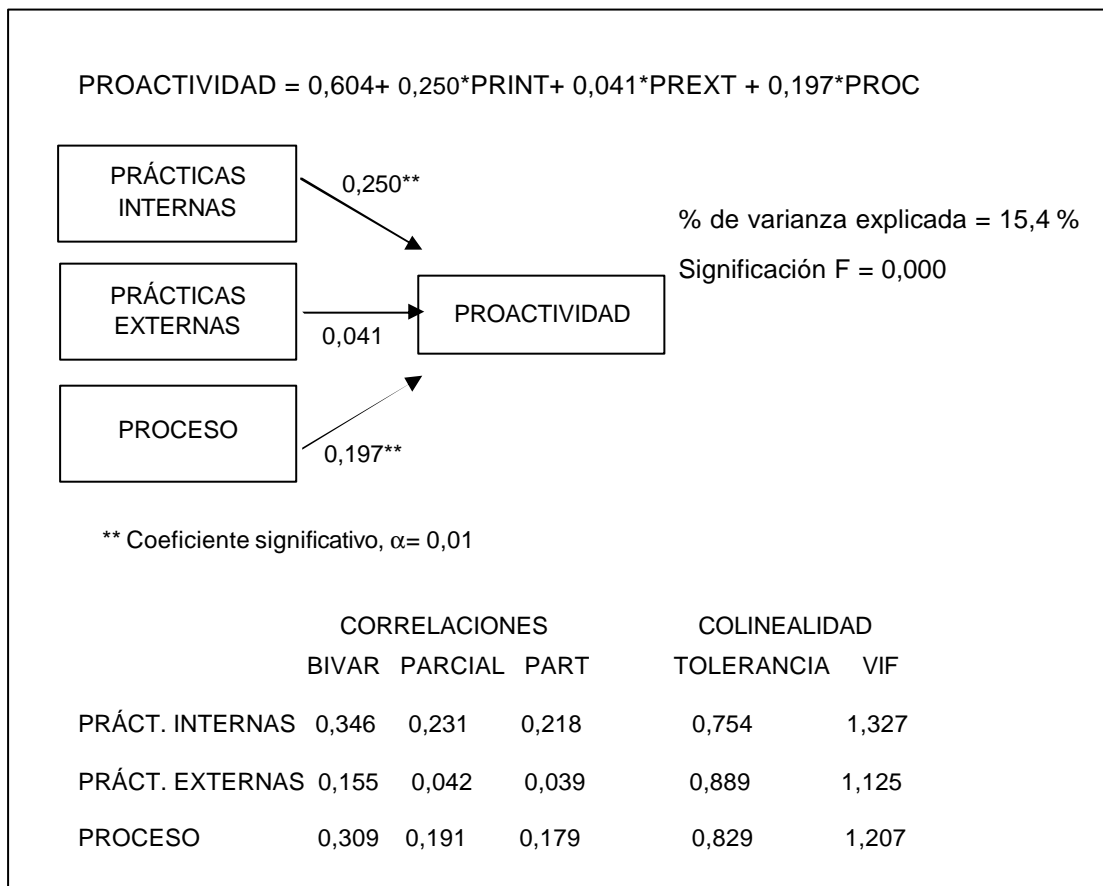 PROACTIVIDAD = 0,604+ 0,250*PRINT+ 0,041*PREXT + 0,197*PROC
PRÁCTICAS
INTERNAS
0,250**
% de varianza explicada = 15,4 %
Significación F = 0,000
PRÁCTICAS
EXTERNAS
0,041
PROACTIVIDAD
PROCESO
0,197**
** Coeficiente significativo, α= 0,01
CORRELACIONES COLINEALIDAD
BIVAR PARCIAL PART TOLERANCIA VIF
PRÁCT. INTERNAS 0,346 0,231 0,218 0,754 1,327
PRÁCT. EXTERNAS 0,155 0,042 0,039 0,889 1,125
PROCESO 0,309 0,191 0,179 0,829 1,207